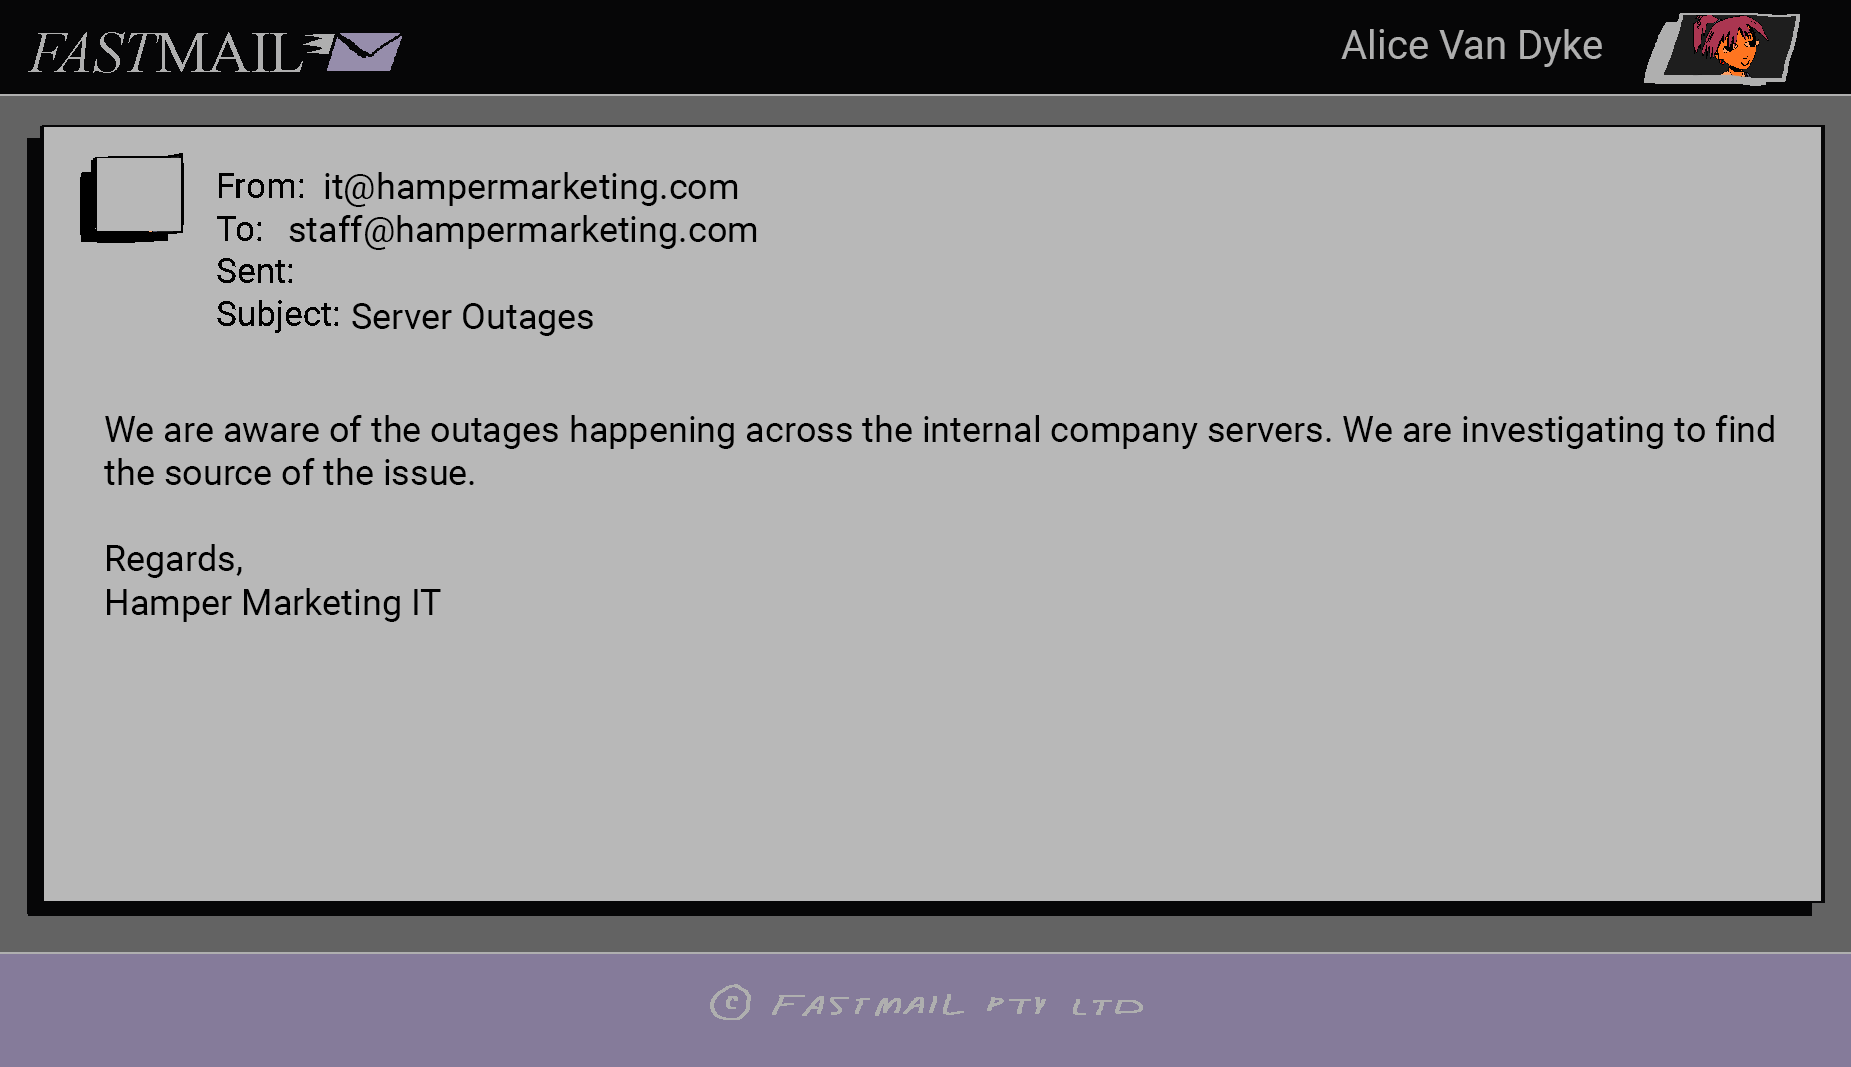 FASTMAIL
Alice Van Dyke
From: it@hampermarketing.com
To: staff@hampermarketing.com
Sent:
Subject: Server Outages
We are aware of the outages happening across the internal company servers. We are investigating to find
the source of the issue.
Regards,
Hamper Marketing IT
© FASTMAIL PTY LTD